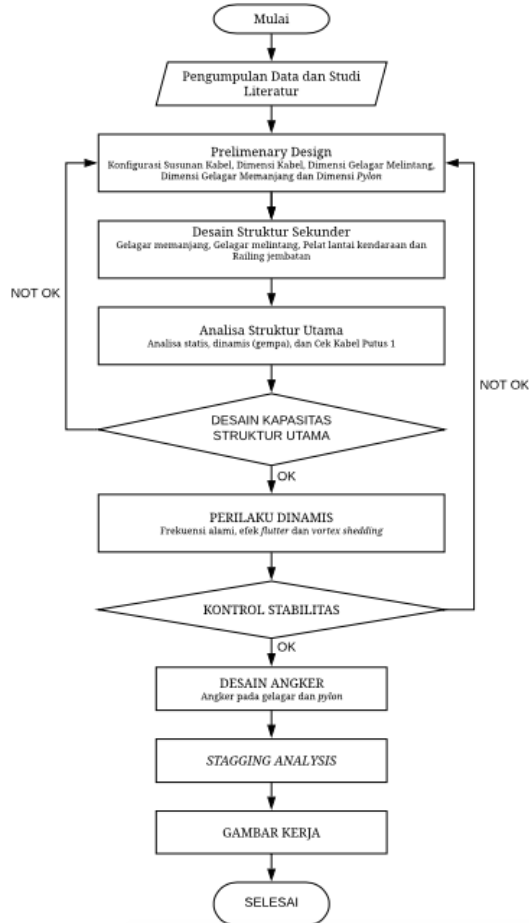 Mulai
Pengumpulan Data dan Studi
Literatur
Prelimenary Design
Konfigurasi Susunan Kabel, Dimensi Kabel, Dimensi Gelagar Melintang,
Dimensi Gelagar Memanjang dan Dimensi Pylon
Desain Struktur Sekunder
Gelagar memanjang, Gelagar melintang, Pelat lantai kendaraan dan
Railing jembatan
NOT OK
Analisa Struktur Utama
Analisa statis, dinamis (gempa), dan Cek Kabel Putus 1
NOT OK
DESAIN KAPASITAS
STRUKTUR UTAMA
OK
PERILAKU DINAMIS
Frekuensi alami, efek flutter dan vortex shedding
KONTROL STABILITAS
OK
DESAIN ANGKER
Angker pada gelagar dan pylon
STAGGING ANALYSIS
GAMBAR KERJA
SELESAI